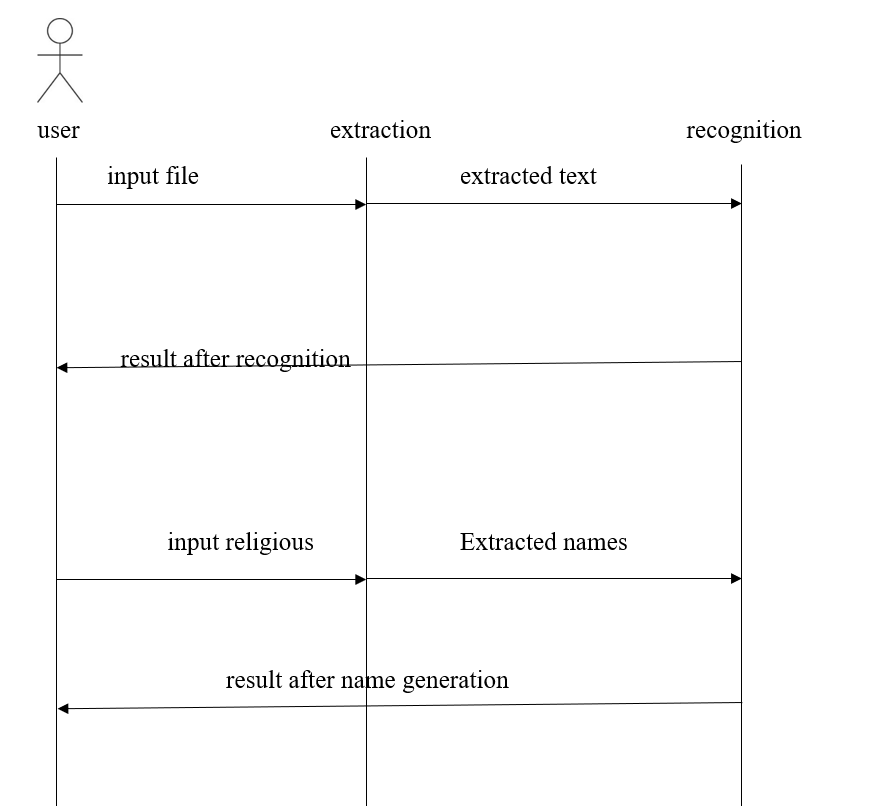 user
extraction
recognition
input file
extracted text
result after recognition
input religious
Extracted names
result after name generation